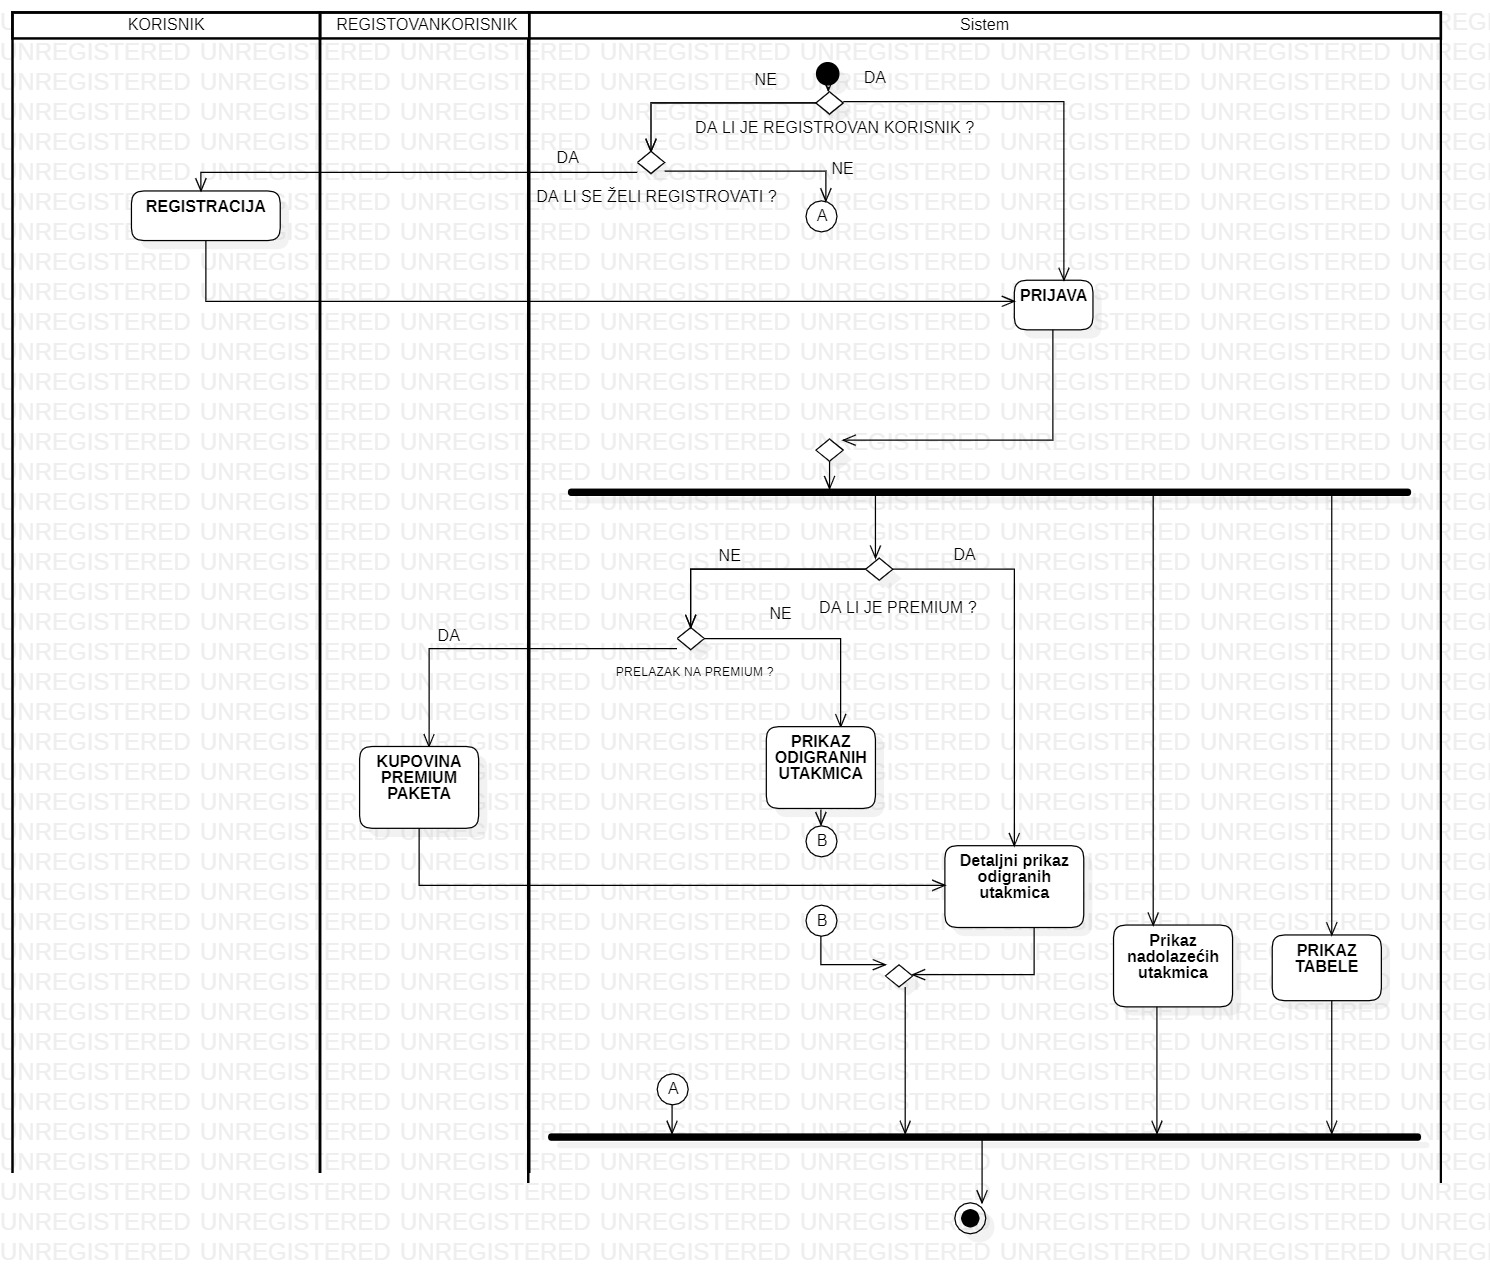 KORISNIK
REGISTOVANKORISNIK
Sistem
NE
DA
DA LI JE REGISTROVAN KORISNIK ?
DA
NE
DA LI SE ŽELI REGISTROVATI ?
REGISTRACIJA
A
PRIJAVA
NE
DA
DA LI JE PREMIUM ?
NE
DA
PRELAZAK NA PREMIUM ?
KUPOVINA
PREMIUM
PAKETA
PRIKAZ
ODIGRANIH
UTAKMICA
B
Detaljni prikaz
odigranih
utakmica
B
Prikaz
nadolazećih
utakmica
PRIKAZ
TABELE
A
UNREGISTERED